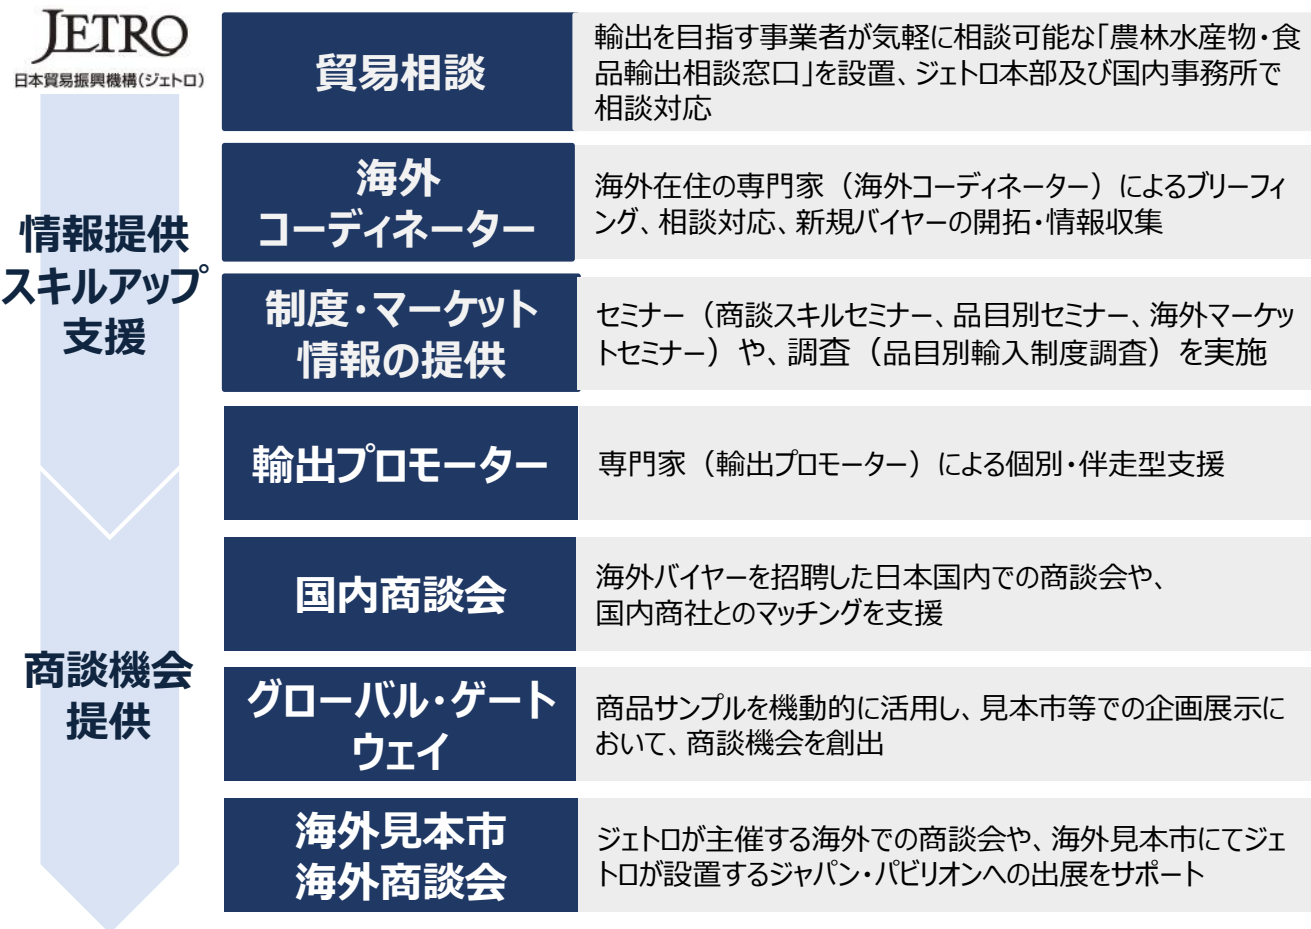 JETRO
日本貿易振興機構(ジェトロ)
貿易相談
輸出を目指す事業者が気軽に相談可能な「農林水産物・食
品輸出相談窓口」を設置、ジェトロ本部及び国内事務所で
相談対応
情報提供
スキルアップ
支援
海外
コーディネーター
海外在住の専門家（海外コーディネーター）によるブリーフィ
ング、相談対応、新規バイヤーの開拓・情報収集
制度・マーケット
情報の提供
セミナー（商談スキルセミナー、品目別セミナー、海外マーケッ
トセミナー）や、調査（品目別輸入制度調査）を実施
輸出プロモーター
専門家（輸出プロモーター）による個別・伴走型支援
商談機会
提供
国内商談会
海外バイヤーを招聘した日本国内での商談会や、
国内商社とのマッチングを支援
グローバル・ゲート
ウェイ
商品サンプルを機動的に活用し、見本市等での企画展示に
おいて、商談機会を創出
海外見本市
海外商談会
ジェトロが主催する海外での商談会や、海外見本市にてジェ
トロが設置するジャパン・パビリオンへの出展をサポート